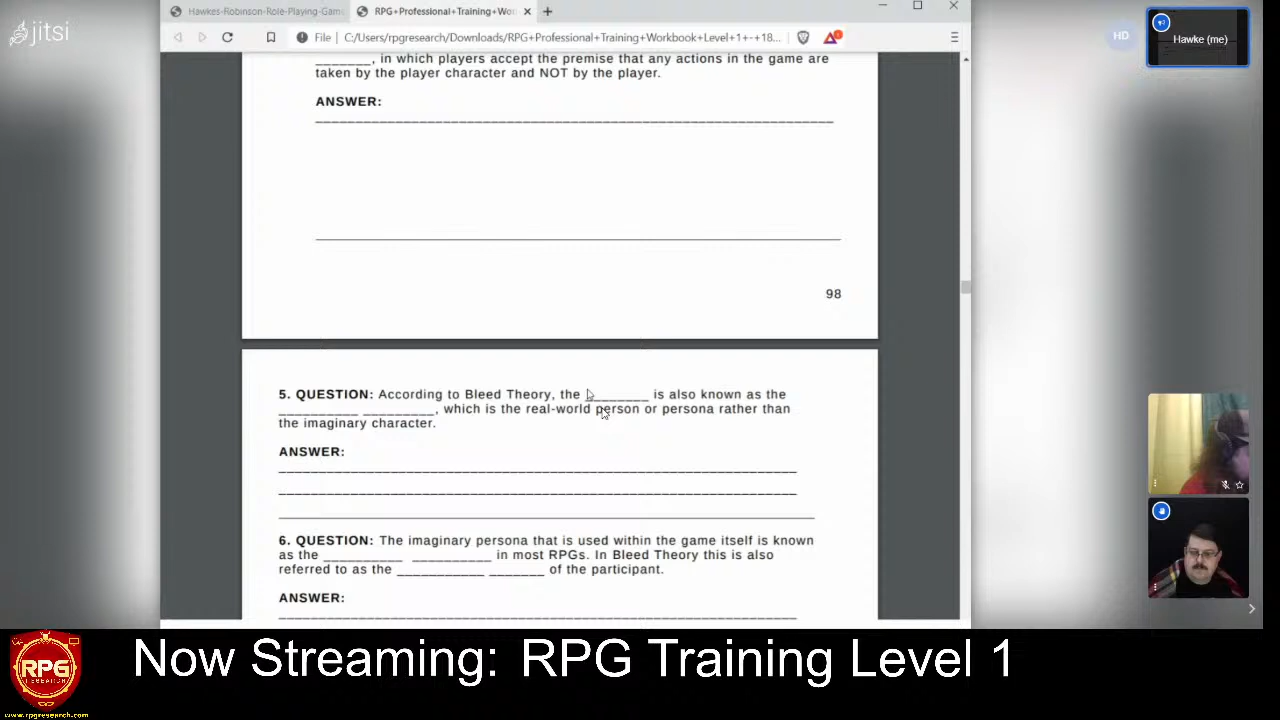 jitsi
Hawkes-Robinson-Role-Playing-Gam
RPG+Professional+Training+Wo
File | C:/Users/rpgresearch/Downloads/RPG+Professional+Training+Workbook+Level+1+-+18...
HD
Hawke (me)
_______, in which players accept the premise that any actions in the game are
taken by the player character and NOT by the player.
ANSWER:
98
5. QUESTION: According to Bleed Theory, the ________ is also known as the
__________ _________, which is the real-world person or persona rather than
the imaginary character.
ANSWER:
6. QUESTION: The imaginary persona that is used within the game itself is known
as the __________ __________ in most RPGs. In Bleed Theory this is also
referred to as the ___________ _______ of the participant.
ANSWER:
RPG
RESEARCH
www.rpgresearch.com
Now Streaming: RPG Training Level 1